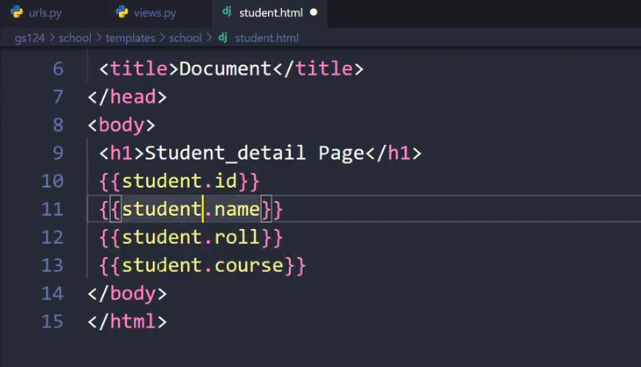 urls.py views.py student.html
gs124 > school > templates > school > student.html
6 <title>Document</title>
7 </head>
8 <body>
9 <h1>Student_detail Page</h1>
10 {{student.id}}
11 {{student.name}}
12 {{student.roll}}
13 {{student.course}}
14 </body>
15 </html>